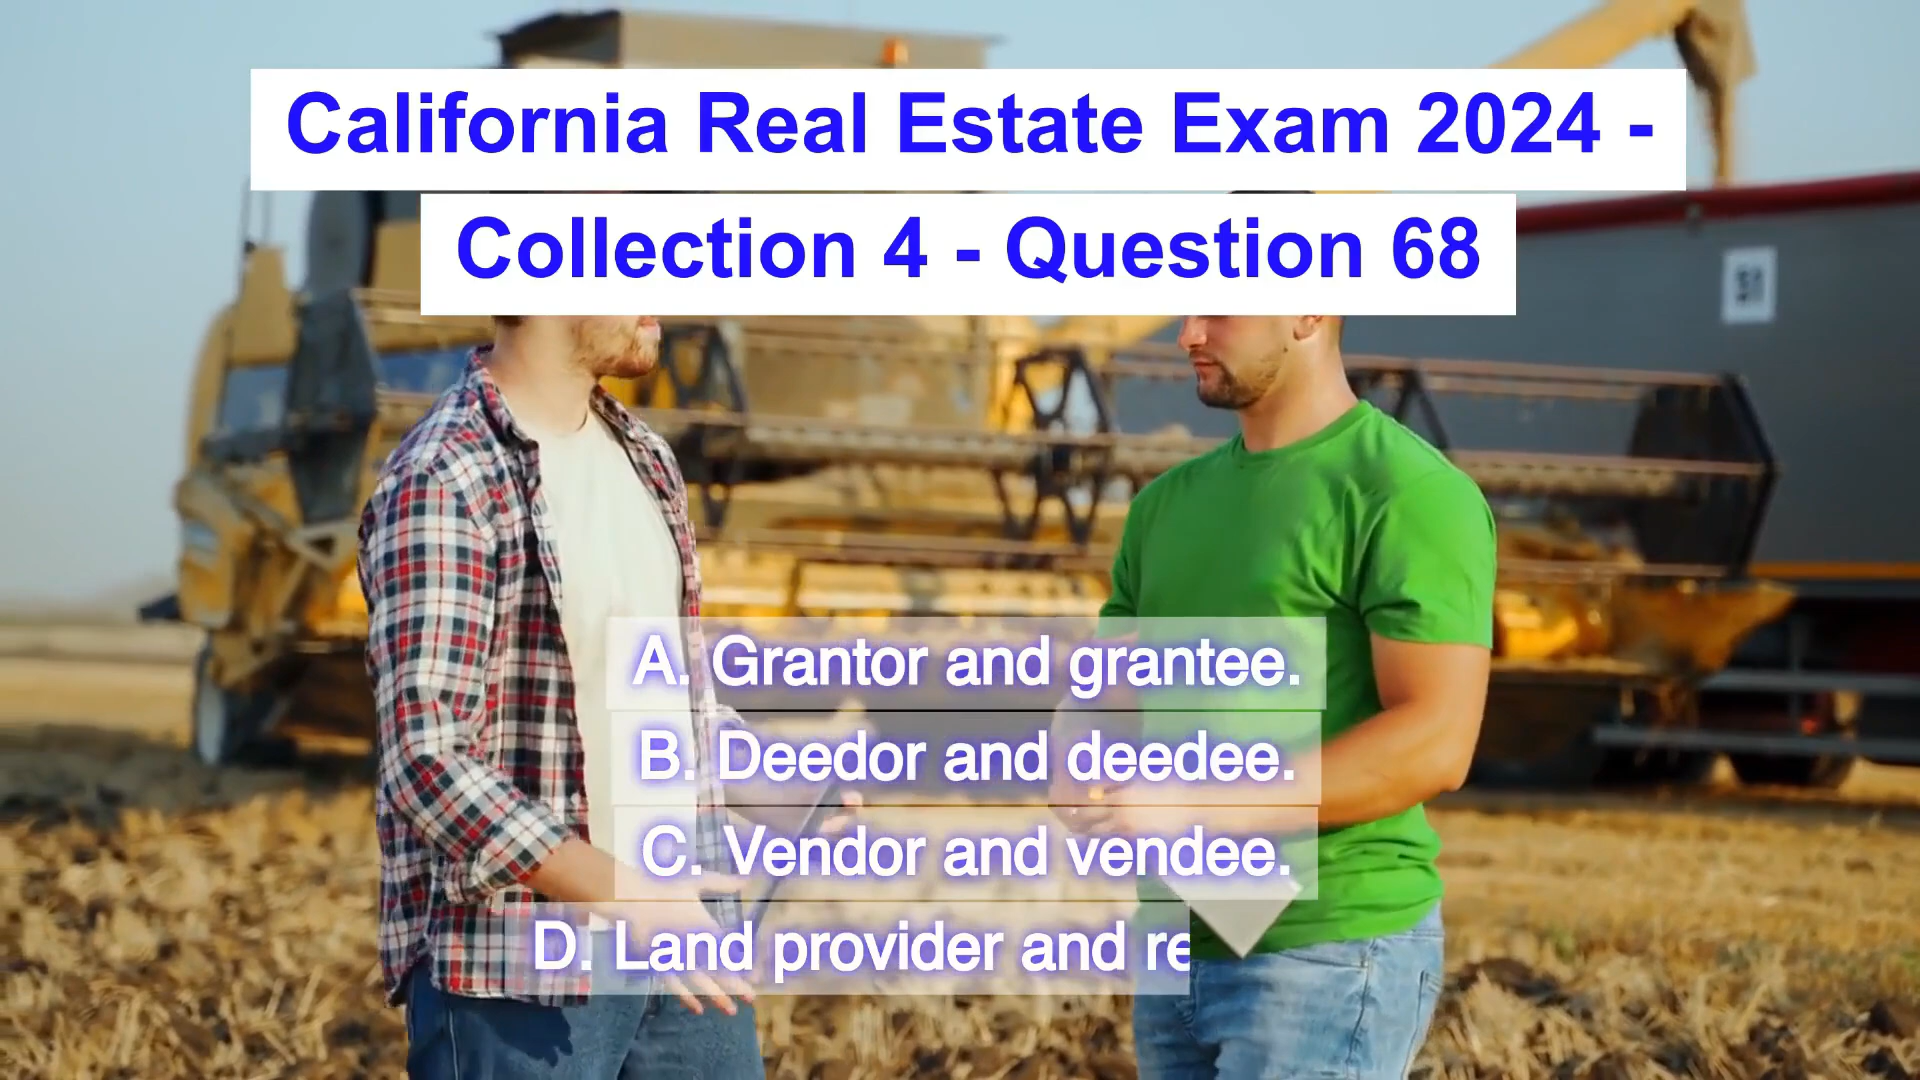 California Real Estate Exam 2024 -
Collection 4 - Question 68
A. Grantor and grantee.
B. Deedor and deedee.
C. Vendor and vendee.
D. Land provider and